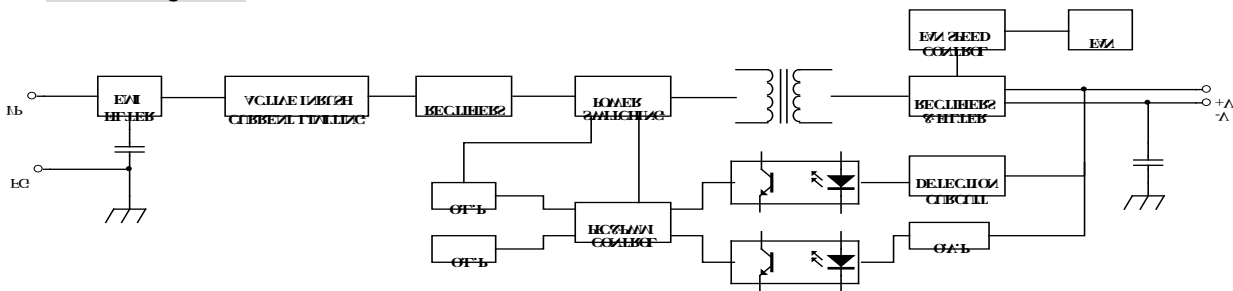 FAN SPEED
CONTROL
FAN
I/P
EMI
FILTER
ACTIVE INRUSH
CURRENT LIMITING
RECTIFIERS
POWER
SWITCHING
RECTIFIERS
& FILTER
+V
-V
FG
DETECTION
CIRCUIT
PFC&PWM
CONTROL
O.V.P